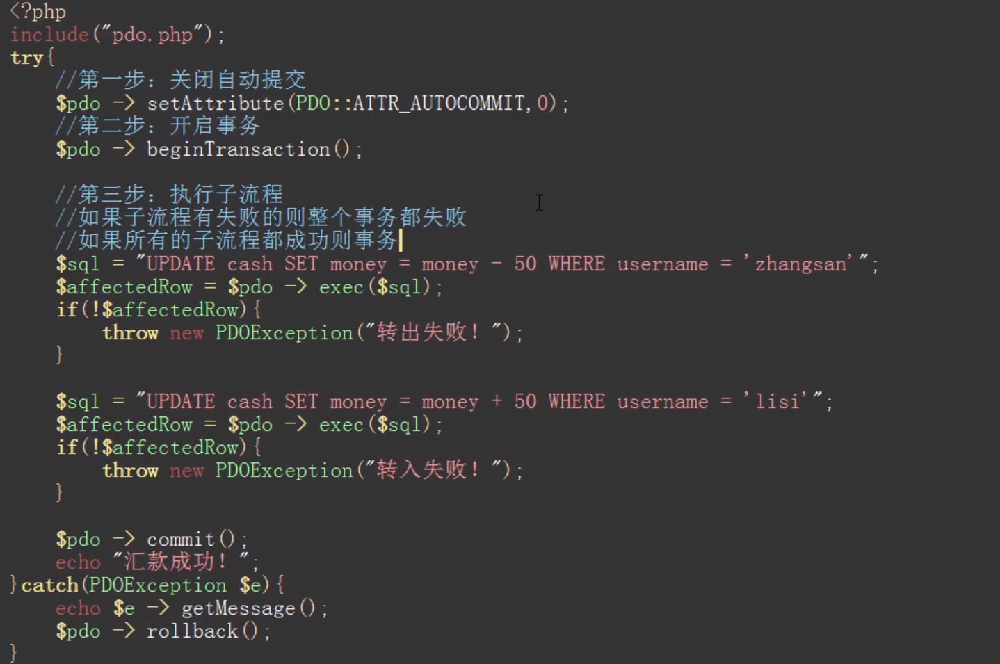 <?php
include("pdo.php");
try{
//第一步：关闭自动提交
$pdo -> setAttribute(PDO::ATTR_AUTOCOMMIT,0);
//第二步：开启事务
$pdo -> beginTransaction();
//第三步：执行子流程
//如果子流程有失败的则整个事务都失败
//如果所有的子流程都成功则事务
$sql = "UPDATE cash SET money = money - 50 WHERE username = 'zhangsan'";
$affectedRow = $pdo -> exec($sql);
if(!$affectedRow){
throw new PDOException("转出失败！");
}
$sql = "UPDATE cash SET money = money + 50 WHERE username = 'lisi'";
$affectedRow = $pdo -> exec($sql);
if(!$affectedRow){
throw new PDOException("转入失败！");
}
$pdo -> commit();
echo "汇款成功！";
}catch(PDOException $e){
echo $e -> getMessage();
$pdo -> rollback();
}